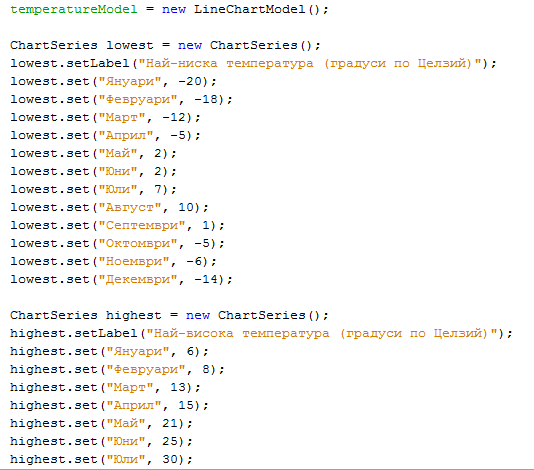 temperatureModel = new LineChartModel();
ChartSeries lowest = new ChartSeries();
lowest.setLabel("Най-ниска температура (градуси по Целзий)");
lowest.set("Януари", -20);
lowest.set("Февруари", -18);
lowest.set("Март", -12);
lowest.set("Април", -5);
lowest.set("Май", 2);
lowest.set("Юни", 2);
lowest.set("Юли", 7);
lowest.set("Август", 10);
lowest.set("Септември", 1);
lowest.set("Октомври", -5);
lowest.set("Ноември", -6);
lowest.set("Декември", -14);
ChartSeries highest = new ChartSeries();
highest.setLabel("Най-висока температура (градуси по Целзий)");
highest.set("Януари", 6);
highest.set("Февруари", 8);
highest.set("Март", 13);
highest.set("Април", 15);
highest.set("Май", 21);
highest.set("Юни", 25);
highest.set("Юли", 30);